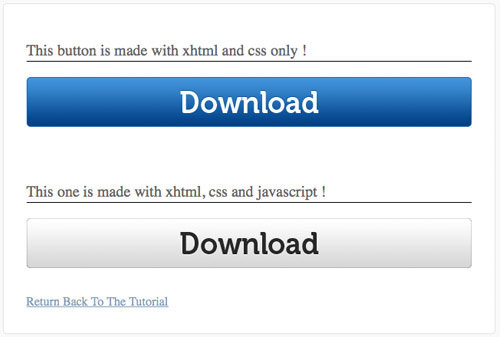 This button is made with xhtml and css only !
Download
This one is made with xhtml, css and javascript !
Download
Return Back To The Tutorial